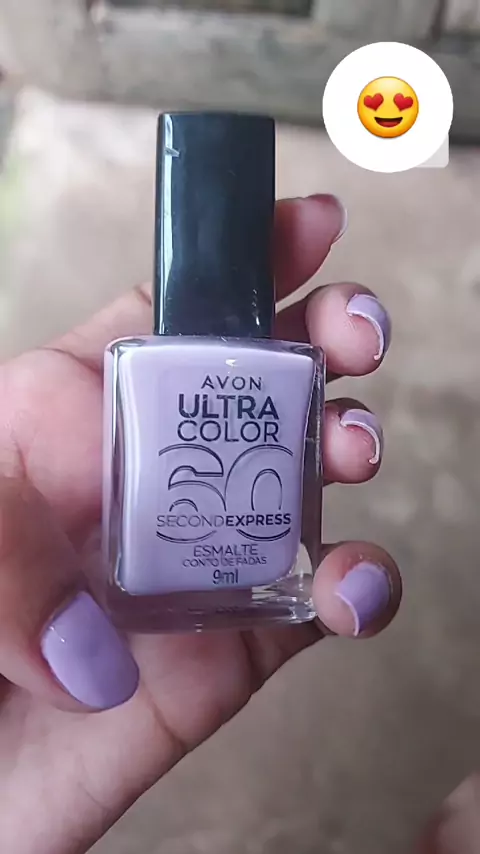 AVON
ULTRA
COLOR
60
SECONDEXPRESS
ESMALTE
CONTO DE FADAS
9ml